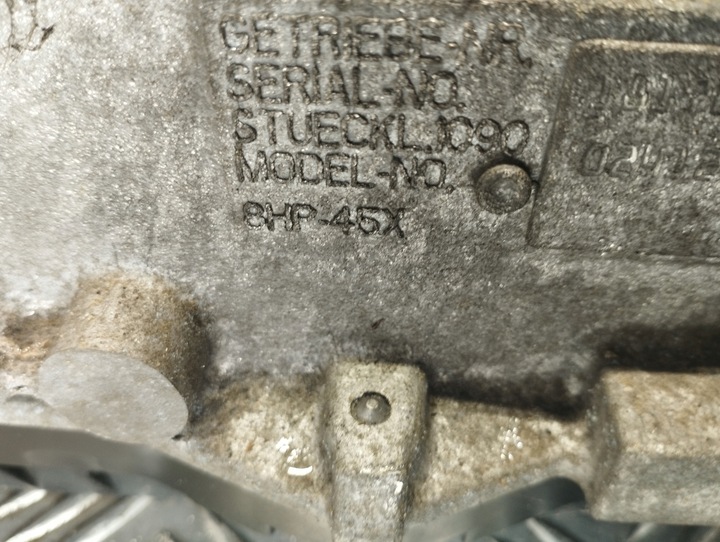 GETRIEBE-NR.
SERIAL-NO.
STUECKL.1090
MODEL-NO.
8HP-45X